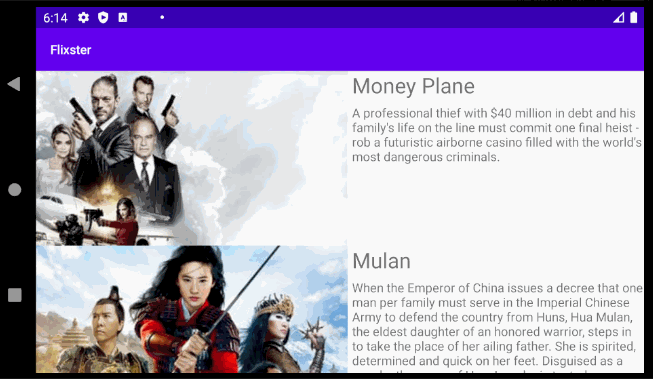 6:14
Flixster
Money Plane
A professional thief with $40 million in debt and his
family's life on the line must commit one final heist -
rob a futuristic airborne casino filled with the world's
most dangerous criminals.
Mulan
When the Emperor of China issues a decree that one
man per family must serve in the Imperial Chinese
Army to defend the country from Huns, Hua Mulan,
the eldest daughter of an honored warrior, steps in
to take the place of her ailing father. She is spirited,
determined and quick on her feet. Disguised as a